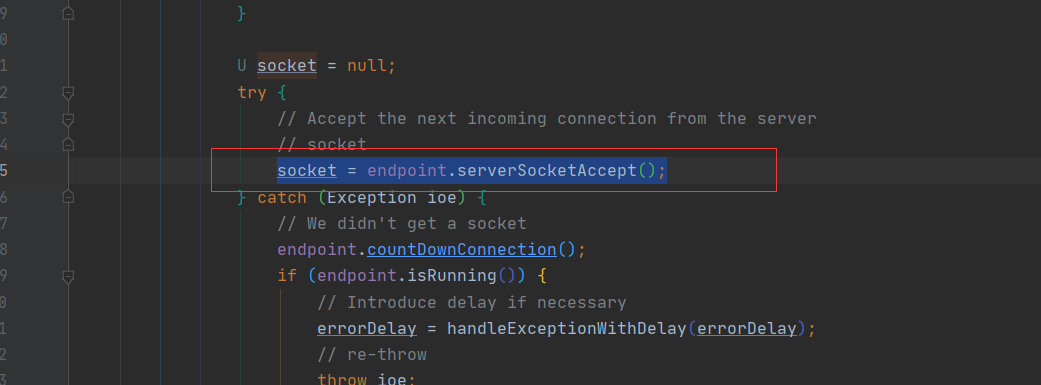 9 }
0
1 U socket = null;
2 try {
3 // Accept the next incoming connection from the server
4 // socket
5 socket = endpoint.serverSocketAccept();
6 } catch (Exception ioe) {
7 // We didn't get a socket
8 endpoint.countDownConnection();
9 if (endpoint.isRunning()) {
0 // Introduce delay if necessary
1 errorDelay = handleExceptionWithDelay(errorDelay);
2 // re-throw
3 throw ioe;